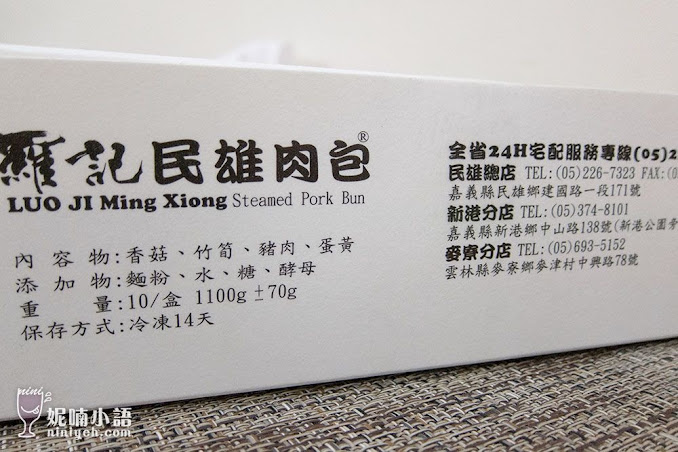 羅記民雄肉包®
LUO JI Ming Xiong Steamed Pork Bun
內容物:香菇、竹筍、豬肉、蛋黃
添加物:麵粉、水、糖、酵母
重量:10/盒 1100g ±70g
保存方式:冷凍14天
全省24H宅配服務專線(05)2
民雄總店 TEL:(05)226-7323 FAX:(0
嘉義縣民雄鄉建國路一段171號
新港分店 TEL:(05)374-8101
嘉義縣新港鄉中山路138號(新港公園旁
麥寮分店 TEL:(05)693-5152
雲林縣麥寮鄉麥津村中興路78號
nini
妮喃小語
niniyeh.com